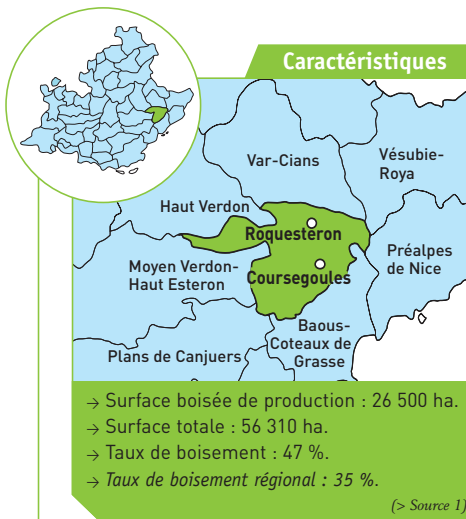 Caractéristiques
Var-Cians
Vésubie-
Roya
Haut Verdon
Roquestéron
Préalpes
de Nice
Moyen Verdon-
Haut Esteron
Coursegoules
Baous-
Coteaux de
Grasse
Plans de Canjuers
→ Surface boisée de production : 26 500 ha.
→ Surface totale : 56 310 ha.
→ Taux de boisement : 47 %.
→ Taux de boisement régional : 35 %.
(> Source 1)